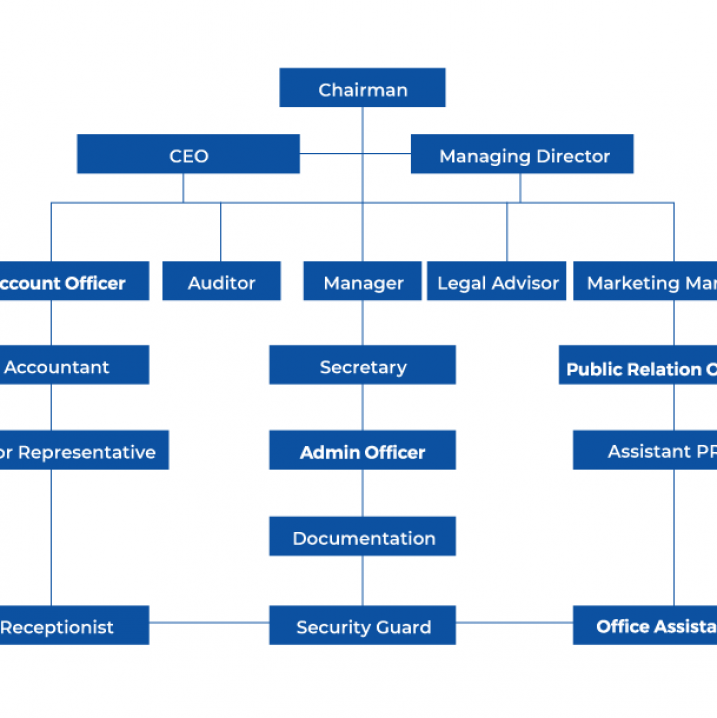 Chairman
CEO
Managing Director
ccount Officer
Auditor
Manager
Legal Advisor
Marketing Mar
Accountant
Secretary
Public Relation O
or Representative
Admin Officer
Assistant PR
Documentation
Receptionist
Security Guard
Office Assista